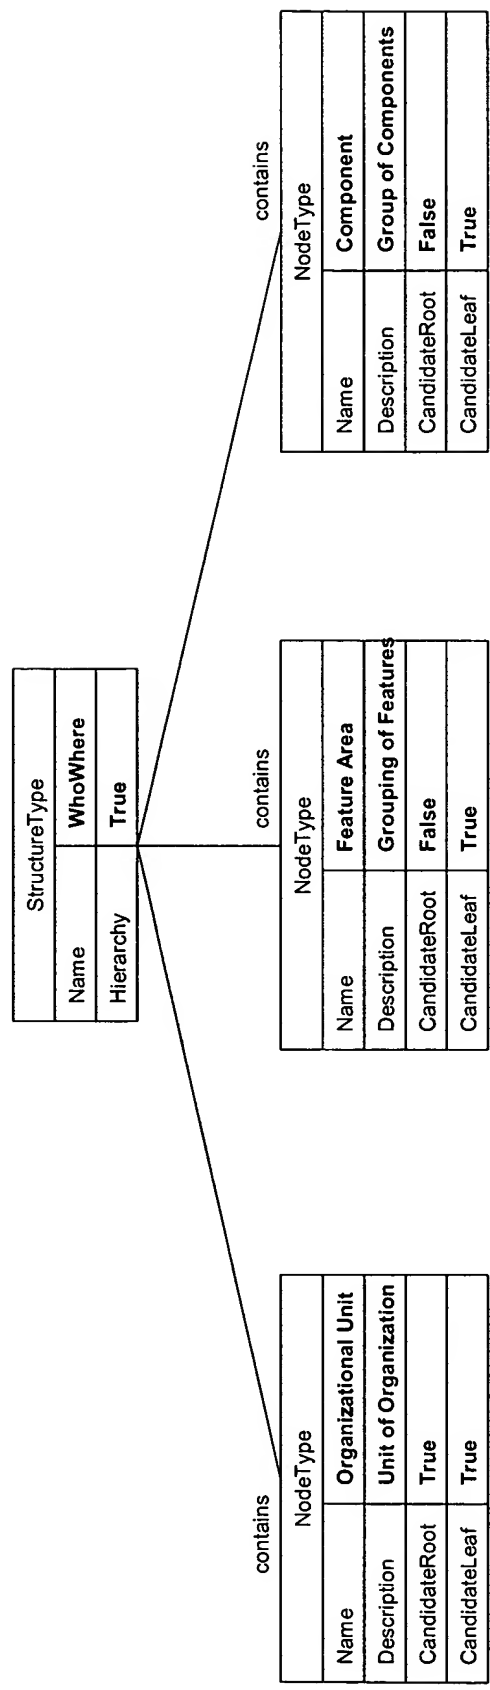 StructureType
Name WhoWhere
Hierarchy True
contains
NodeType
Name Organizational Unit
Description Unit of Organization
CandidateRoot True
CandidateLeaf True
contains
NodeType
Name Feature Area
Description Grouping of Features
CandidateRoot False
CandidateLeaf True
contains
NodeType
Name Component
Description Group of Components
CandidateRoot False
CandidateLeaf True